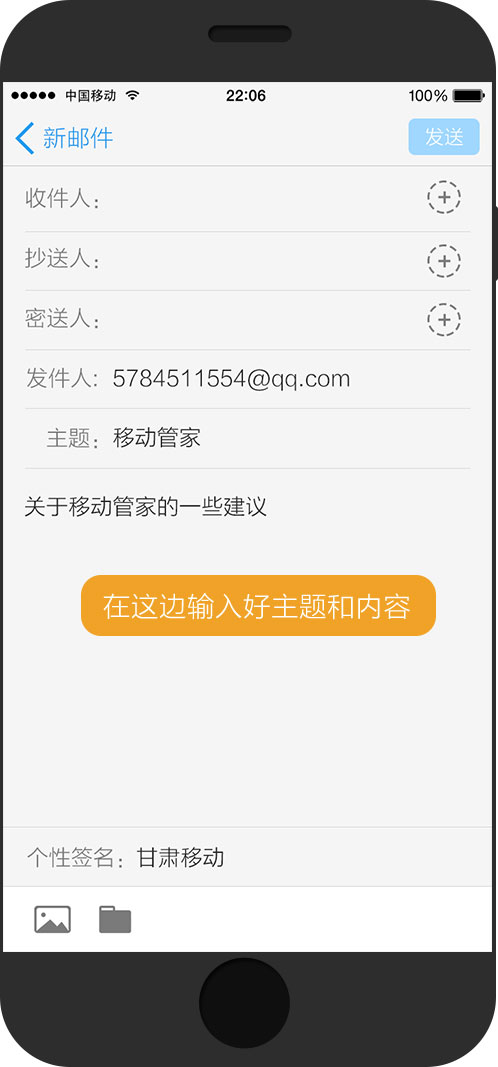 中国移动 22:06 100%
新邮件 发送
收件人：
抄送人：
密送人：
发件人: 5784511554@qq.com
主题：移动管家
关于移动管家的一些建议
在这边输入好主题和内容
个性签名：甘肃移动